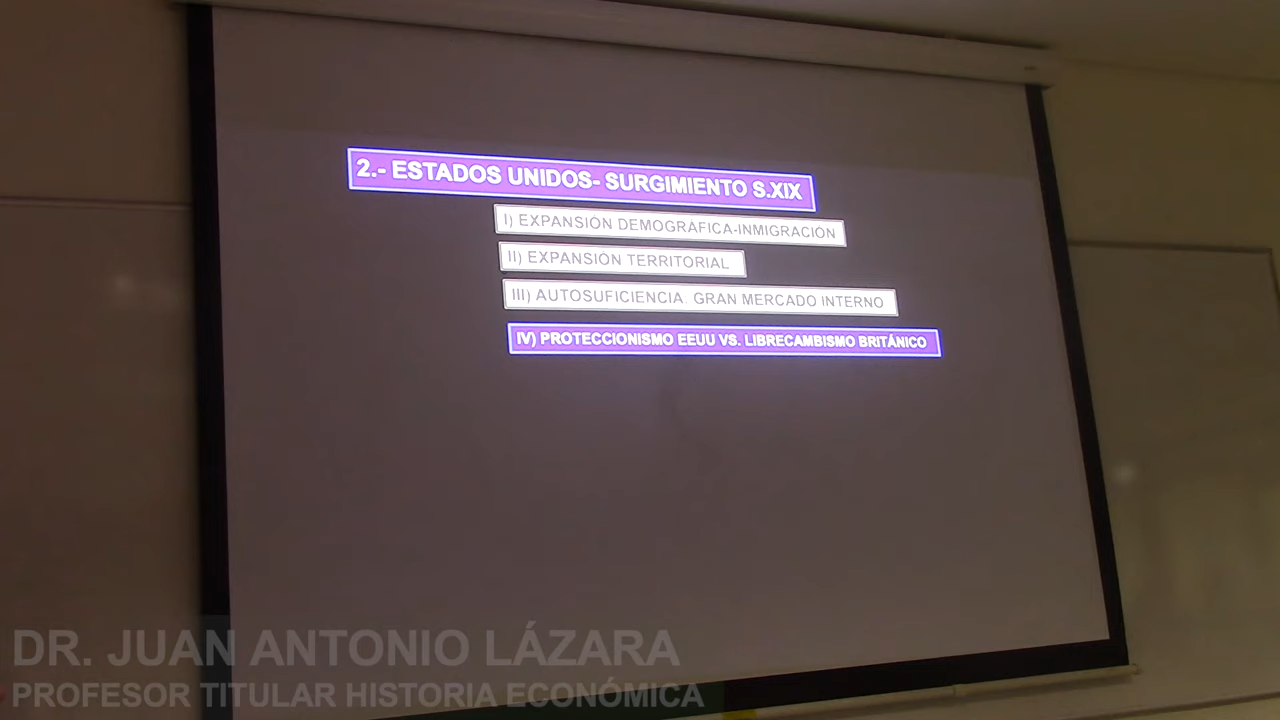 2.- ESTADOS UNIDOS- SURGIMIENTO S.XIX
I) EXPANSIÓN DEMOGRÁFICA-INMIGRACIÓN
II) EXPANSIÓN TERRITORIAL
III) AUTOSUFICIENCIA. GRAN MERCADO INTERNO
IV) PROTECCIONISMO EEUU VS. LIBRECAMBISMO BRITÁNICO
DR. JUAN ANTONIO LÁZARA
PROFESOR TITULAR HISTORIA ECONÓMICA